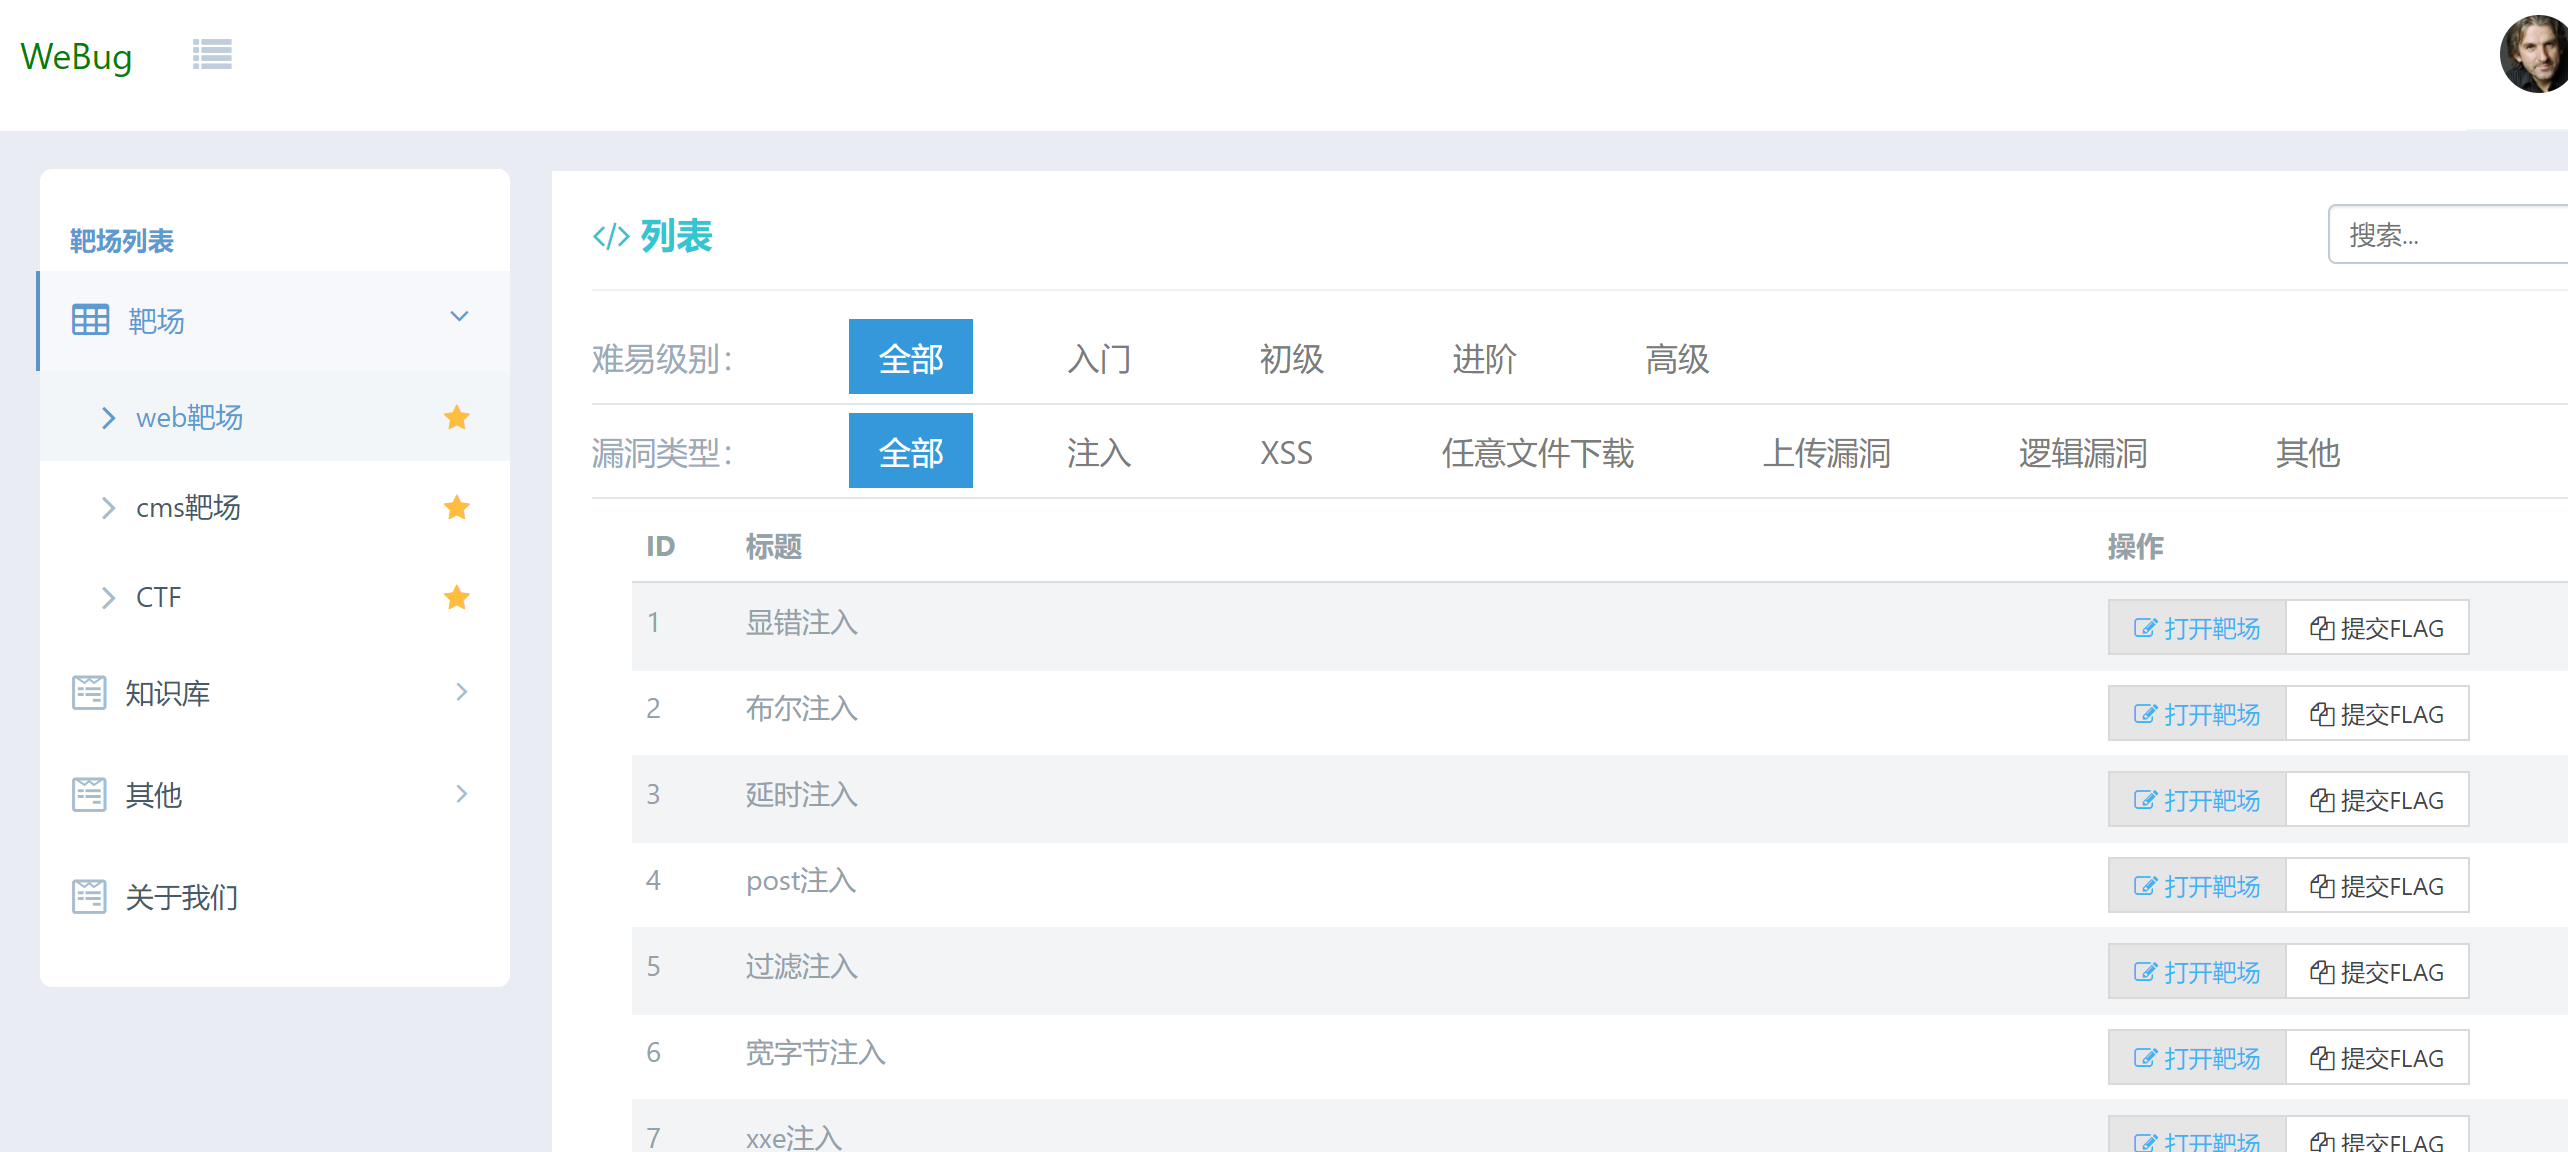 WeBug
靶场列表
靶场
web靶场
cms靶场
CTF
知识库
其他
关于我们
列表
搜索...
难易级别： 全部 入门 初级 进阶 高级
漏洞类型： 全部 注入 XSS 任意文件下载 上传漏洞 逻辑漏洞 其他
ID 标题 操作
1 显错注入 打开靶场 提交FLAG
2 布尔注入 打开靶场 提交FLAG
3 延时注入 打开靶场 提交FLAG
4 post注入 打开靶场 提交FLAG
5 过滤注入 打开靶场 提交FLAG
6 宽字节注入 打开靶场 提交FLAG
7 xxe注入 打开靶场 提交FLAG